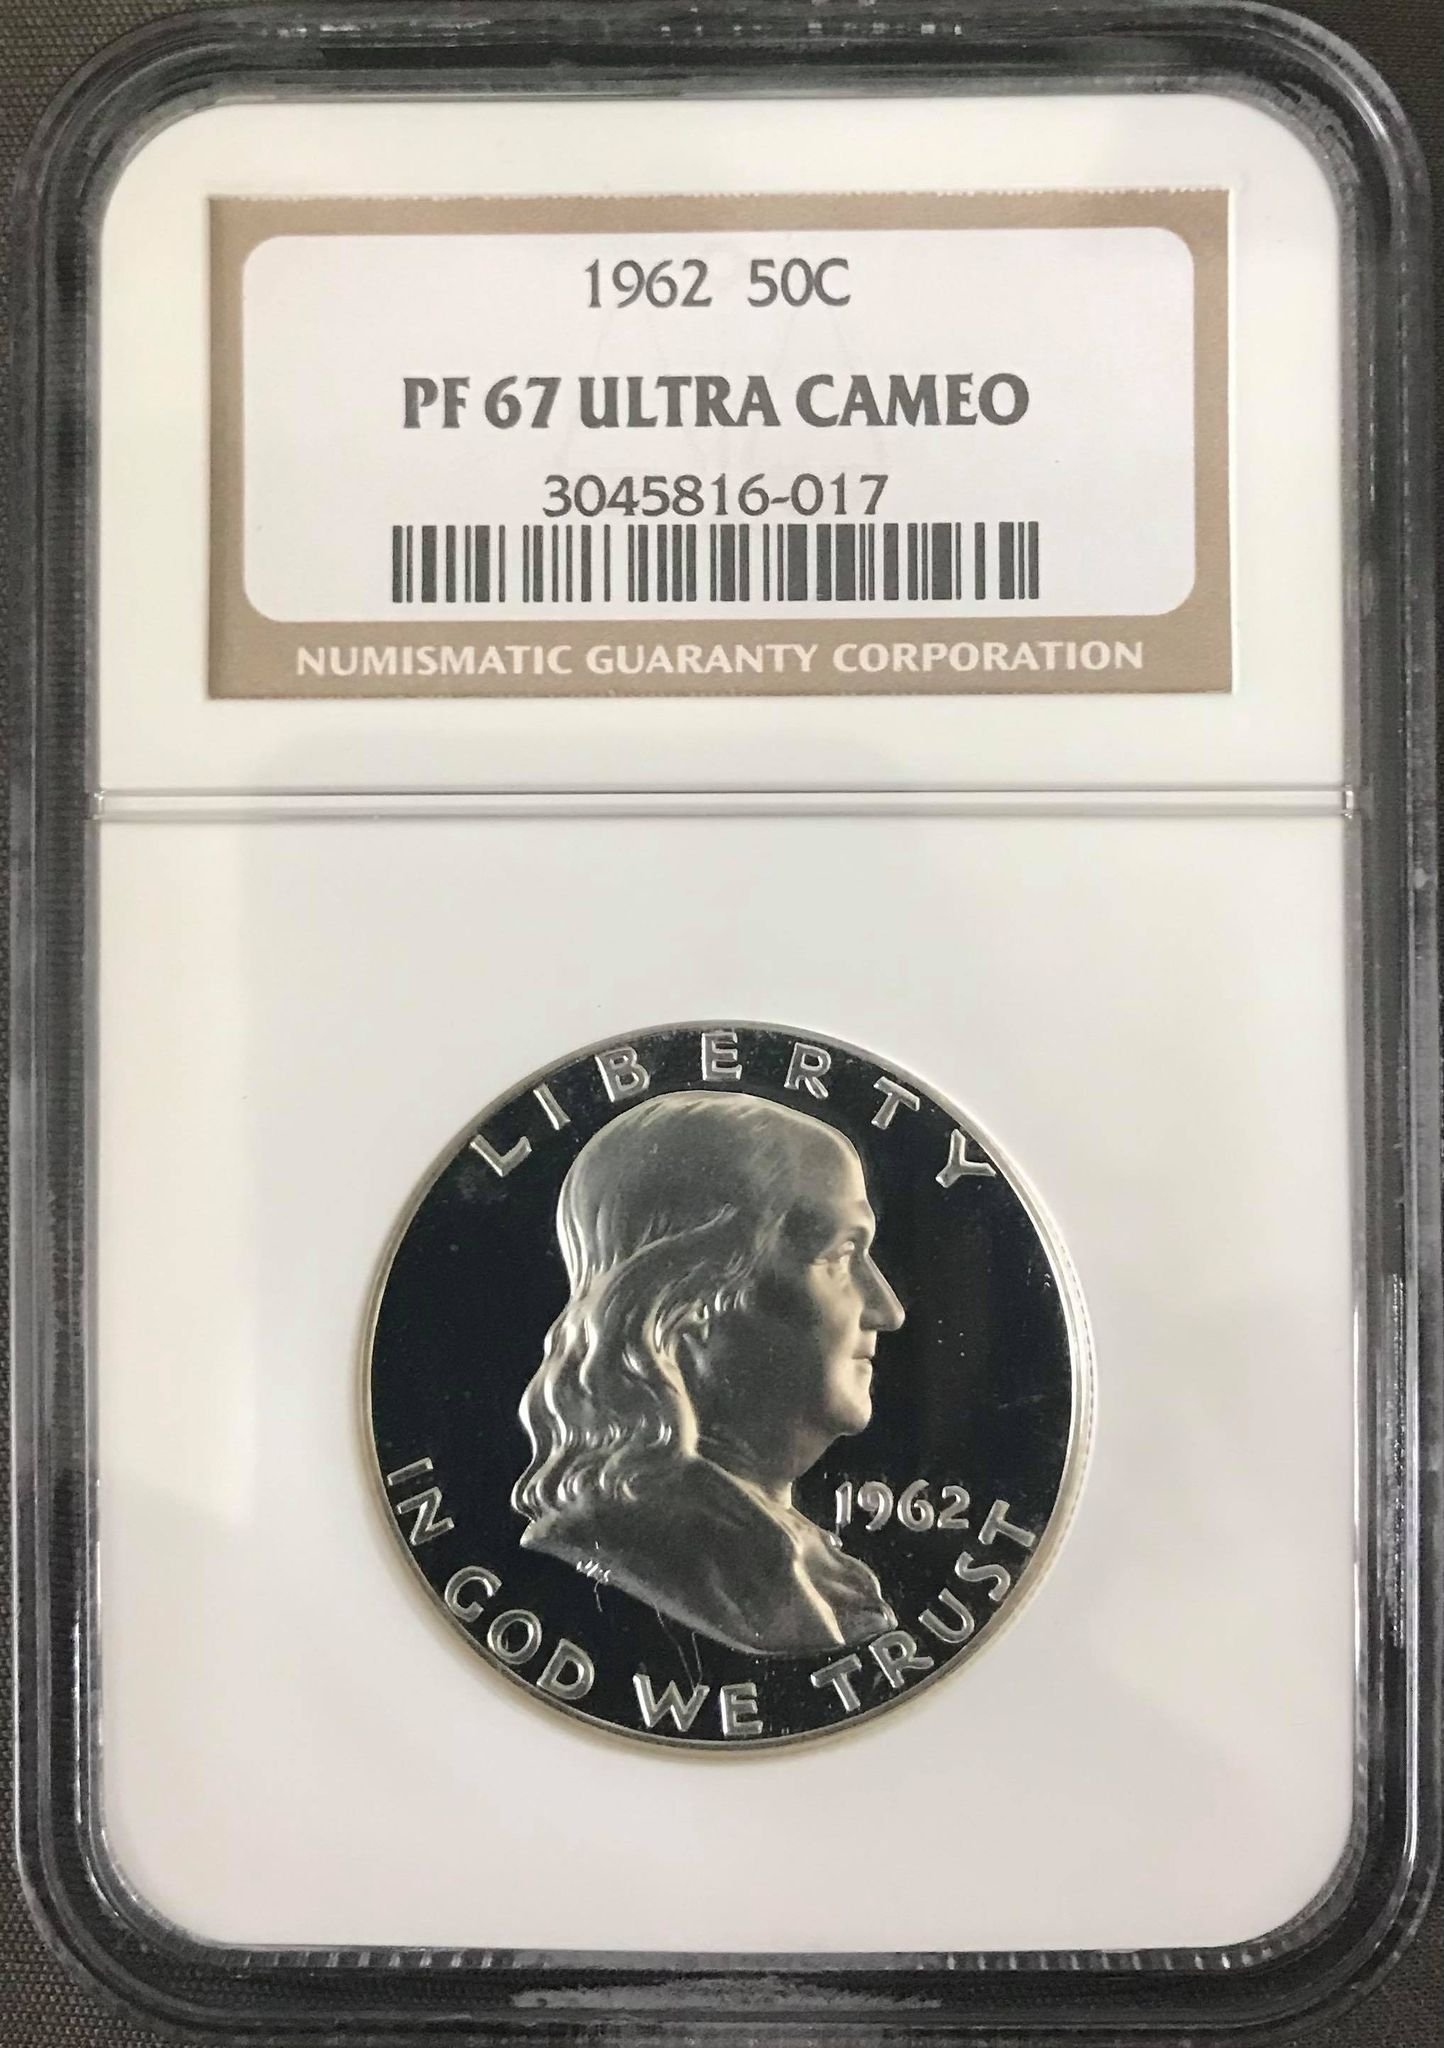 1962 50C
PF 67 ULTRA CAMEO
3045816-017
NUMISMATIC GUARANTY CORPORATION
LIBERTY
1962
IN GOD WE TRUST